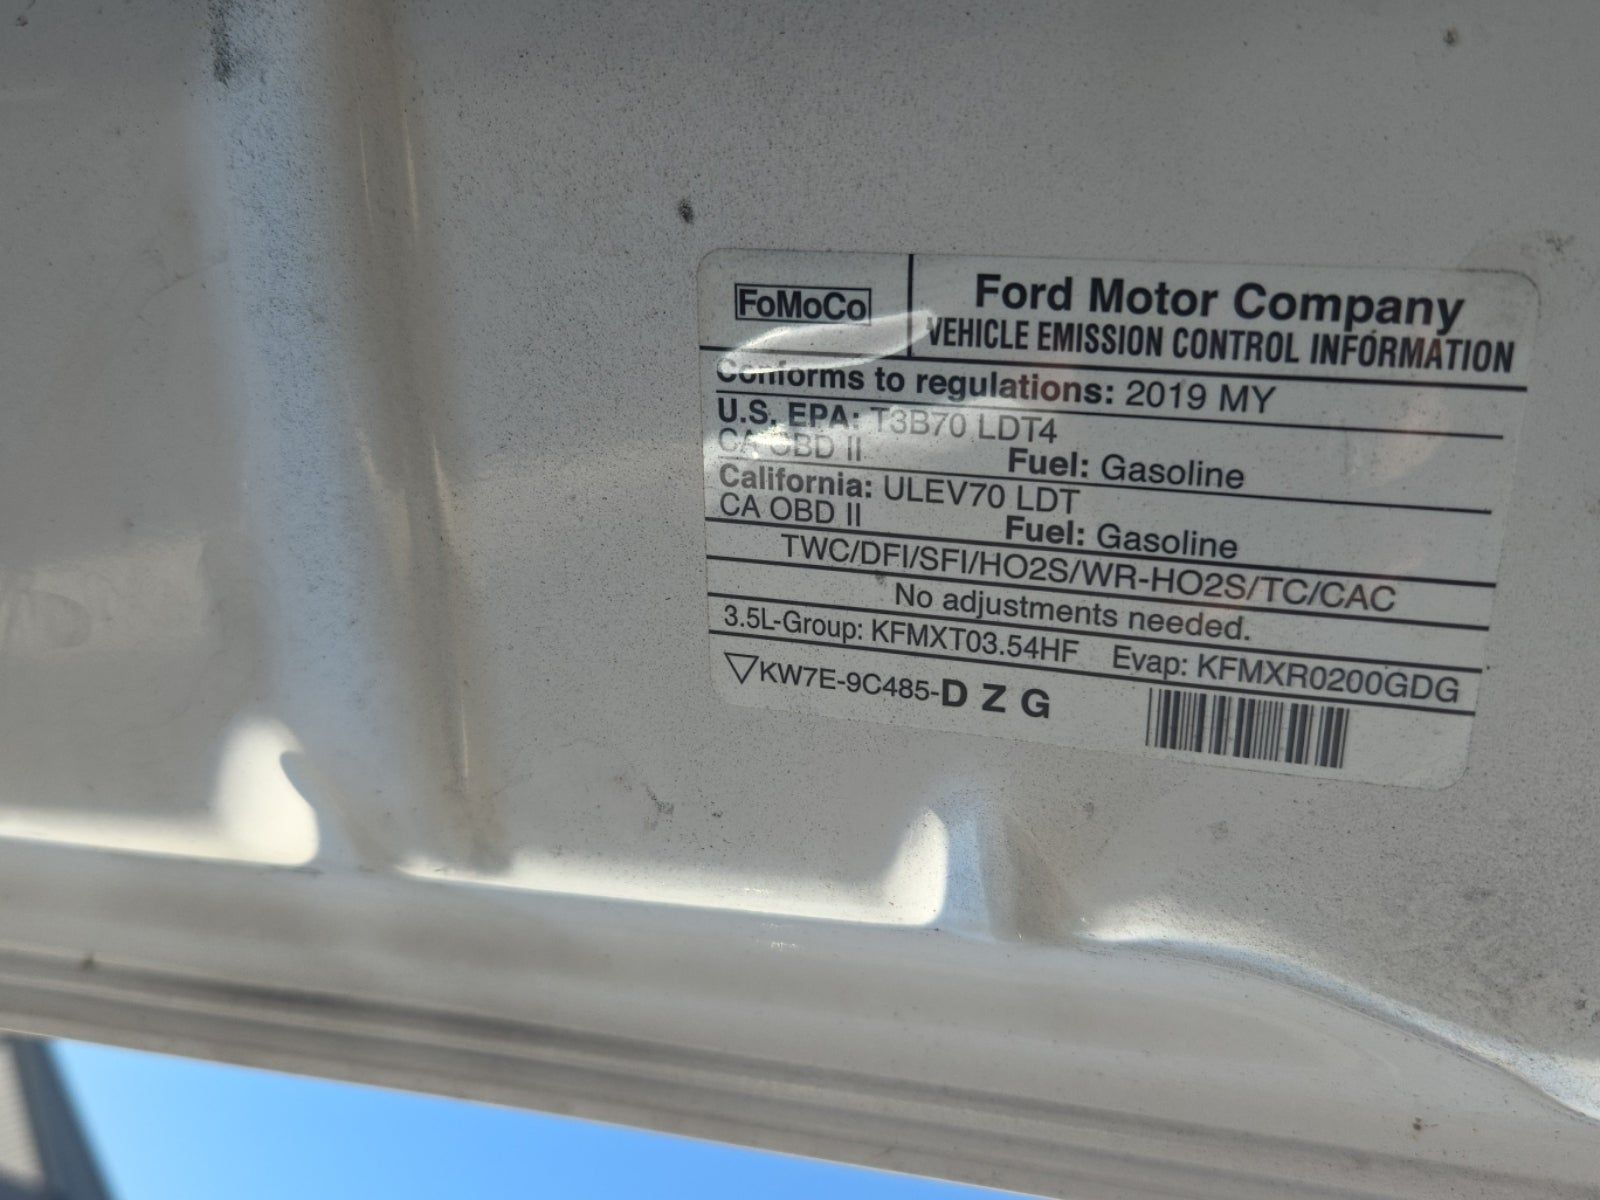 FoMoCo
Ford Motor Company
VEHICLE EMISSION CONTROL INFORMATION
Conforms to regulations: 2019 MY
U.S. EPA: T3B70 LDT4
CA OBD II Fuel: Gasoline
California: ULEV70 LDT
CA OBD II Fuel: Gasoline
TWC/DFI/SFI/HO2S/WR-HO2S/TC/CAC
No adjustments needed.
3.5L-Group: KFMXT03.54HF Evap: KFMXR0200GDG
KW7E-9C485-D Z G